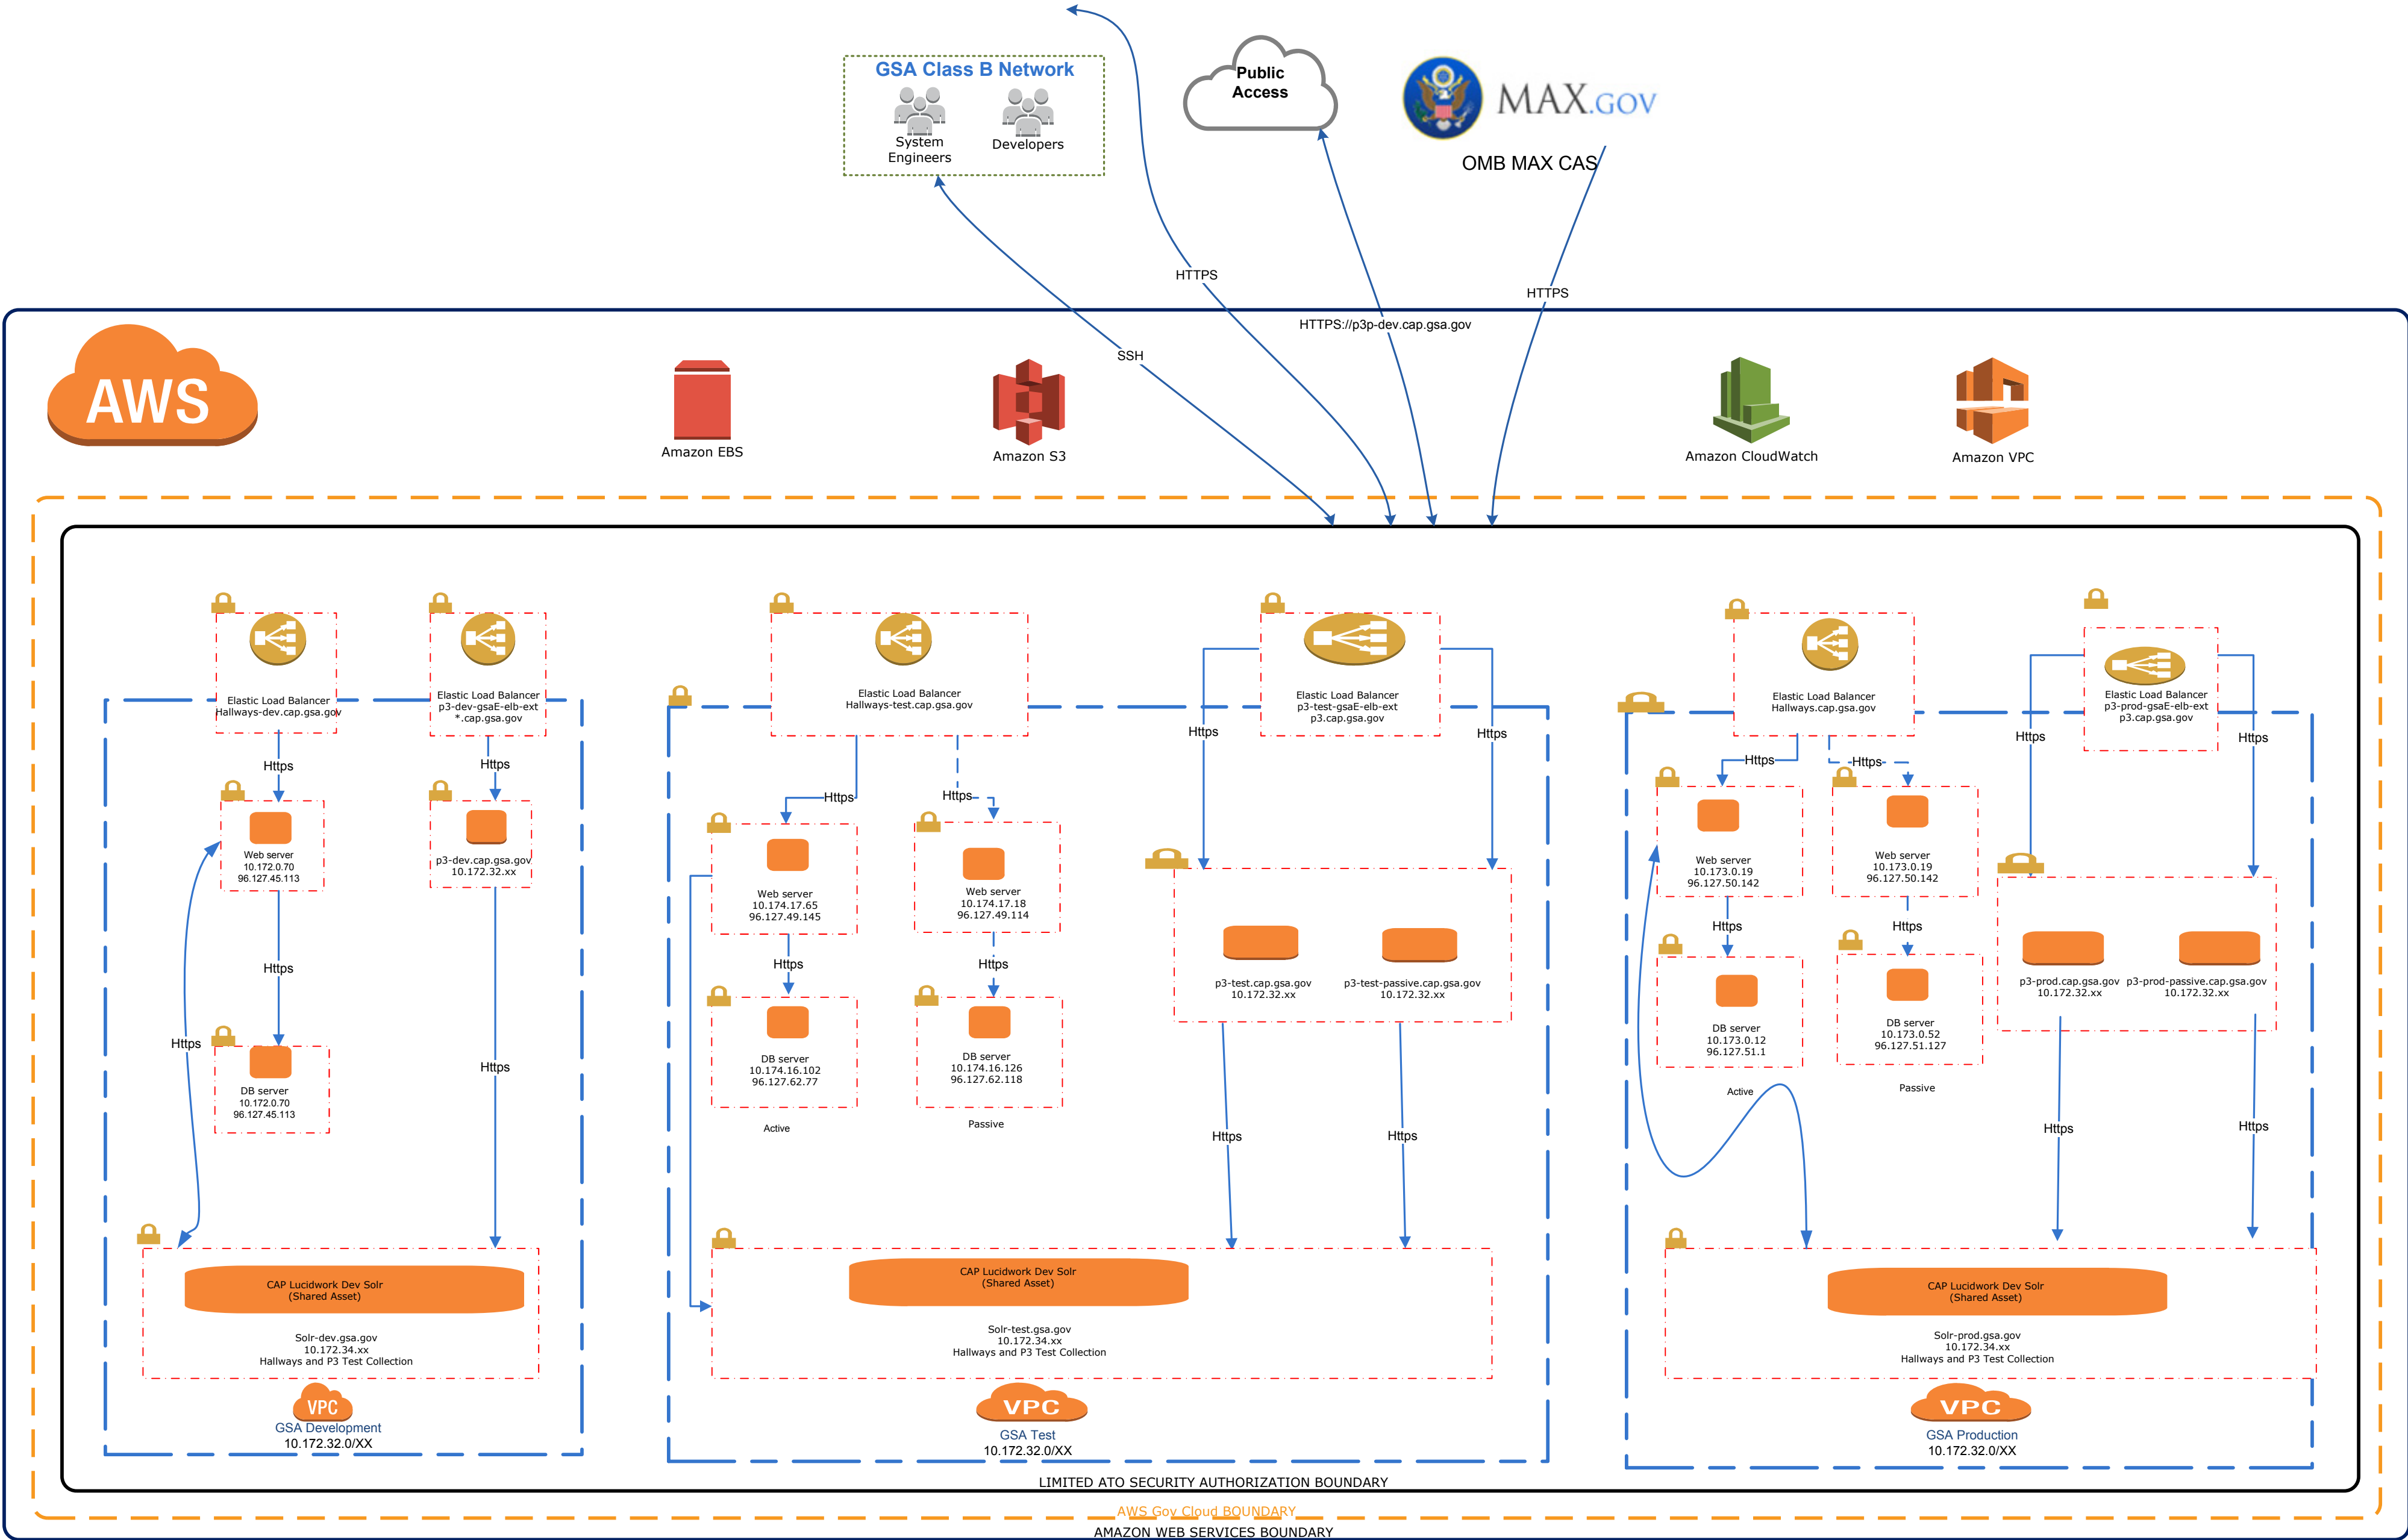 GSA Class B Network
System
Engineers
Developers
Public
Access
MAX.GOV
OMB MAX CAS
HTTPS
HTTPS
HTTPS://p3p-dev.cap.gsa.gov
SSH
AWS
Amazon EBS
Amazon S3
Amazon CloudWatch
Amazon VPC
Elastic Load Balancer
Hallways-dev.cap.gsa.gov
Elastic Load Balancer
p3-dev-gsaE-elb-ext
*.cap.gsa.gov
Https
Https
Web server
10.172.0.70
96.127.45.113
p3-dev.cap.gsa.gov
10.172.32.xx
Https
Https
Https
DB server
10.172.0.70
96.127.45.113
CAP Lucidwork Dev Solr
(Shared Asset)
Solr-dev.gsa.gov
10.172.34.xx
Hallways and P3 Test Collection
VPC
GSA Development
10.172.32.0/XX
Elastic Load Balancer
Hallways-test.cap.gsa.gov
Elastic Load Balancer
p3-test-gsaE-elb-ext
p3.cap.gsa.gov
Https
Https
Https
Https
Web server
10.174.17.65
96.127.49.145
Web server
10.174.17.18
96.127.49.114
Https
Https
p3-test.cap.gsa.gov
10.172.32.xx
p3-test-passive.cap.gsa.gov
10.172.32.xx
DB server
10.174.16.102
96.127.62.77
DB server
10.174.16.126
96.127.62.118
Active
Passive
Https
Https
CAP Lucidwork Dev Solr
(Shared Asset)
Solr-test.gsa.gov
10.172.34.xx
Hallways and P3 Test Collection
VPC
GSA Test
10.172.32.0/XX
Elastic Load Balancer
Hallways.cap.gsa.gov
Elastic Load Balancer
p3-prod-gsaE-elb-ext
p3.cap.gsa.gov
Https
Https
Https
Https
Web server
10.173.0.19
96.127.50.142
Web server
10.173.0.19
96.127.50.142
Https
Https
p3-prod.cap.gsa.gov
10.172.32.xx
p3-prod-passive.cap.gsa.gov
10.172.32.xx
DB server
10.173.0.12
96.127.51.1
DB server
10.173.0.52
96.127.51.127
Active
Passive
Https
Https
CAP Lucidwork Dev Solr
(Shared Asset)
Solr-prod.gsa.gov
10.172.34.xx
Hallways and P3 Test Collection
VPC
GSA Production
10.172.32.0/XX
LIMITED ATO SECURITY AUTHORIZATION BOUNDARY
AWS Gov Cloud BOUNDARY
AMAZON WEB SERVICES BOUNDARY